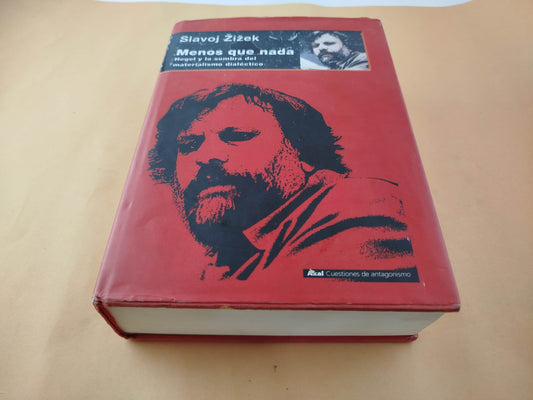 Slavoj Žižek
Menos que nada
Hegel y la sombra del
materialismo dialéctico
Akal Cuestiones de antagonismo